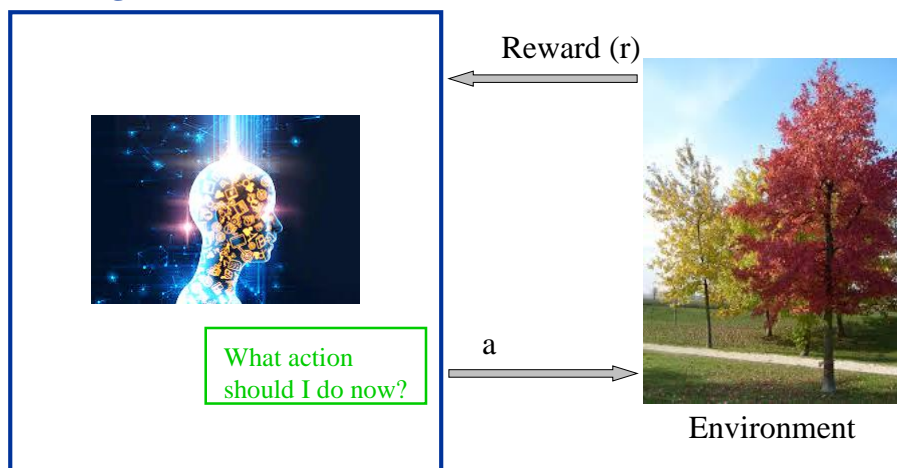 Reward (r)
What action
should I do now?
a
Environment